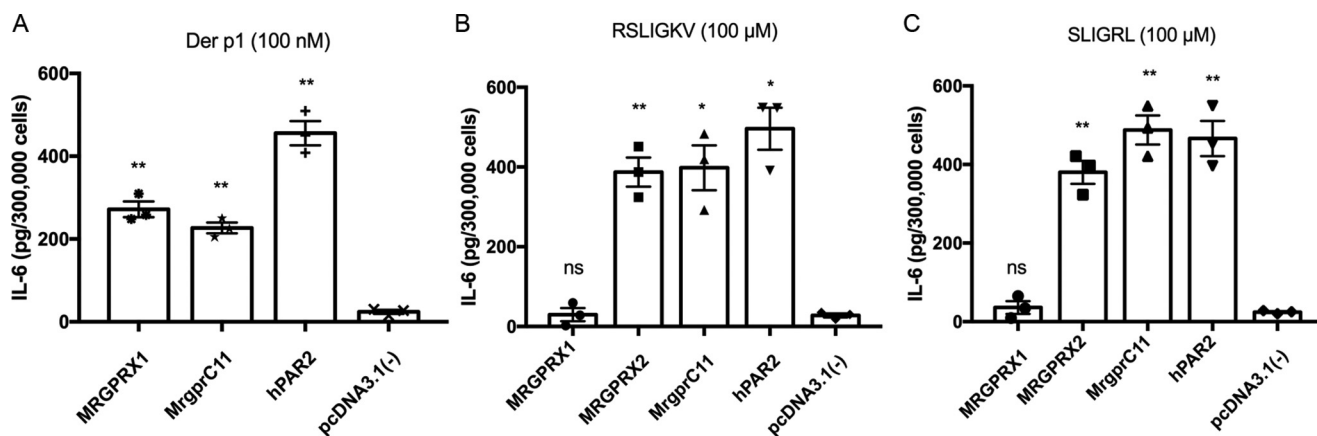 A
Der p1 (100 nM)
IL-6 (pg/300,000 cells)
600
400
200
0
**
**
**
MRGPRX1
MrgprC11
hPAR2
pcDNA3.1(-)
B
RSLIGKV (100 µM)
IL-6 (pg/300,000 cells)
600
400
200
0
ns
**
*
*
MRGPRX1
MRGPRX2
MrgprC11
hPAR2
pcDNA3.1(-)
C
SLIGRL (100 µM)
IL-6 (pg/300,000 cells)
600
400
200
0
ns
**
**
**
MRGPRX1
MRGPRX2
MrgprC11
hPAR2
pcDNA3.1(-)